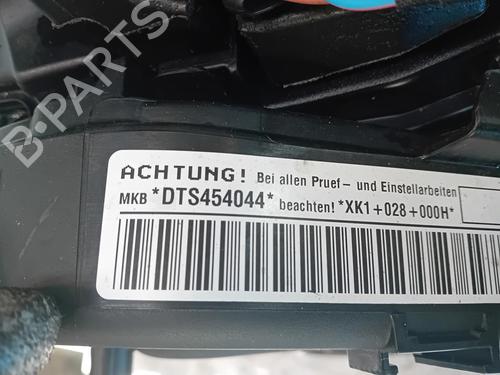 B-PARTS
ACHTUNG! Bei allen Pruef- und Einstellarbeiten
MKB *DTS454044* beachten! *XK1+028+000H*